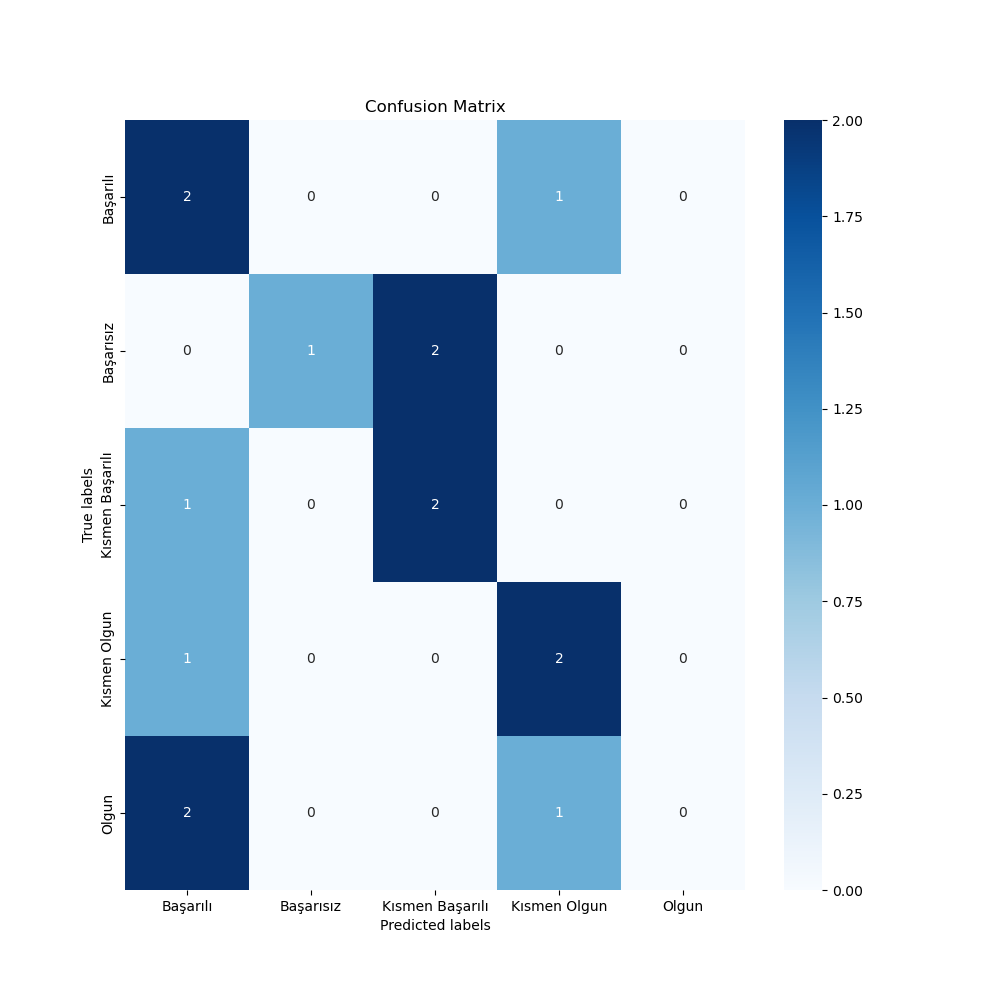 Confusion Matrix
True labels
Başarılı
2 0 0 1 0
Başarısız
0 1 2 0 0
Kısmen Başarılı
1 0 2 0 0
Kısmen Olgun
1 0 0 2 0
Olgun
2 0 0 1 0
Başarılı Başarısız Kısmen Başarılı Kısmen Olgun Olgun
Predicted labels
2.00
1.75
1.50
1.25
1.00
0.75
0.50
0.25
0.00